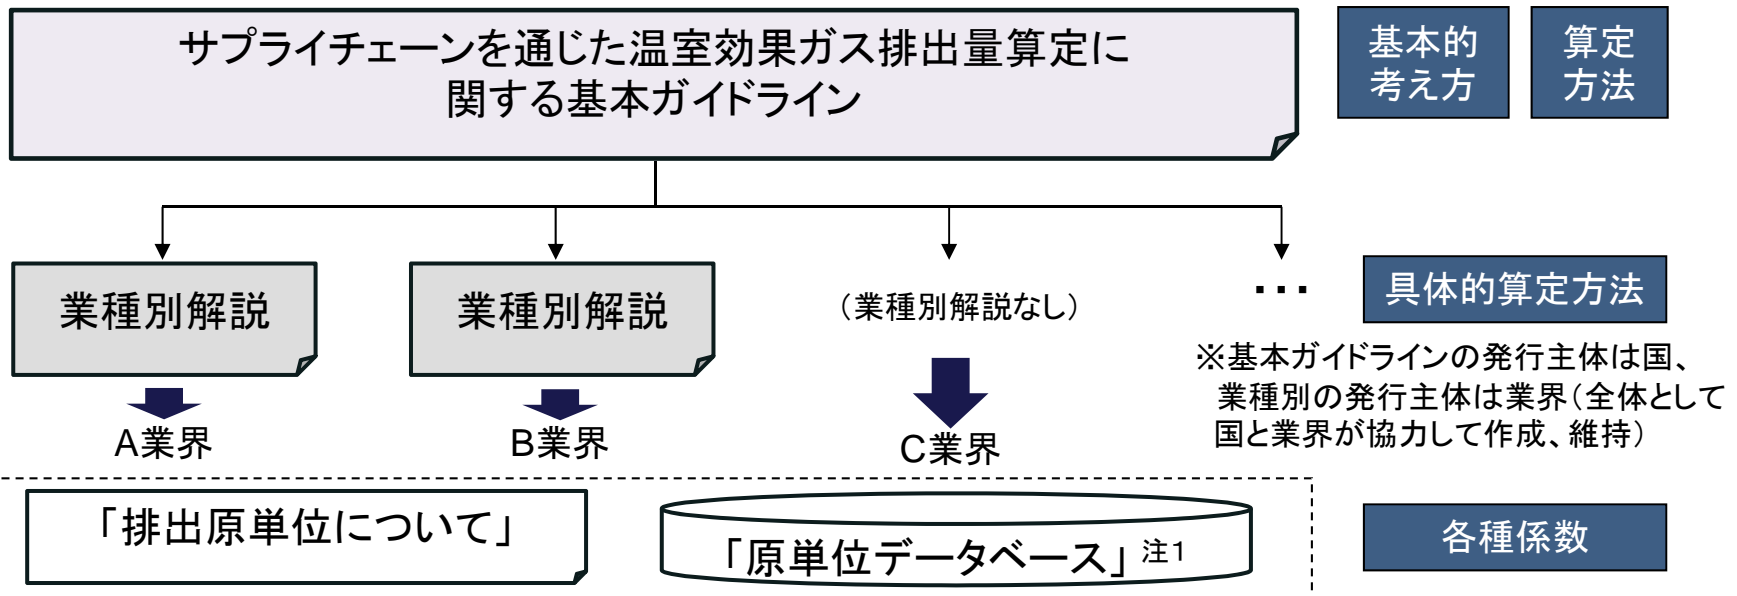 サプライチェーンを通じた温室効果ガス排出量算定に
関する基本ガイドライン
基本的
考え方
算定
方法
業種別解説
業種別解説
（業種別解説なし）
・・・
具体的算定方法
※基本ガイドラインの発行主体は国、
業種別の発行主体は業界（全体として
国と業界が協力して作成、維持）
A業界
B業界
C業界
「排出原単位について」
「原単位データベース」注１
各種係数